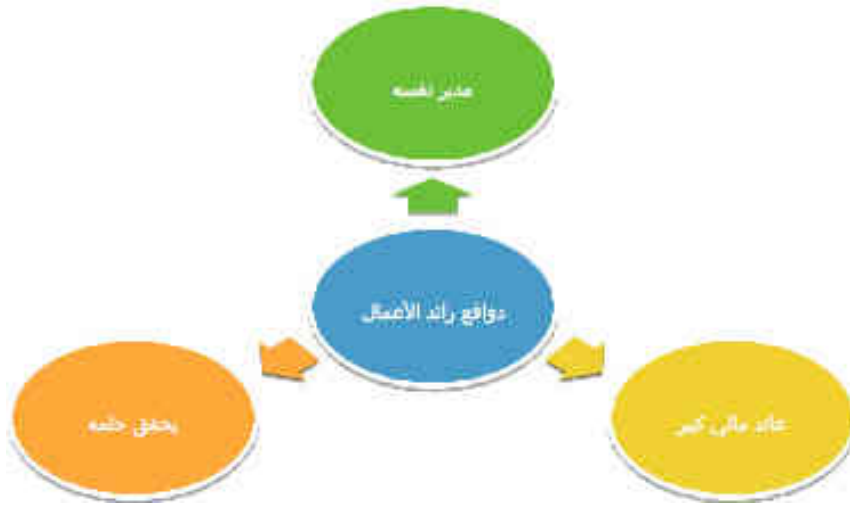 مدير نفسه
دوافع رائد الأعمال
عائد مالي كبير
يحقق حلمه